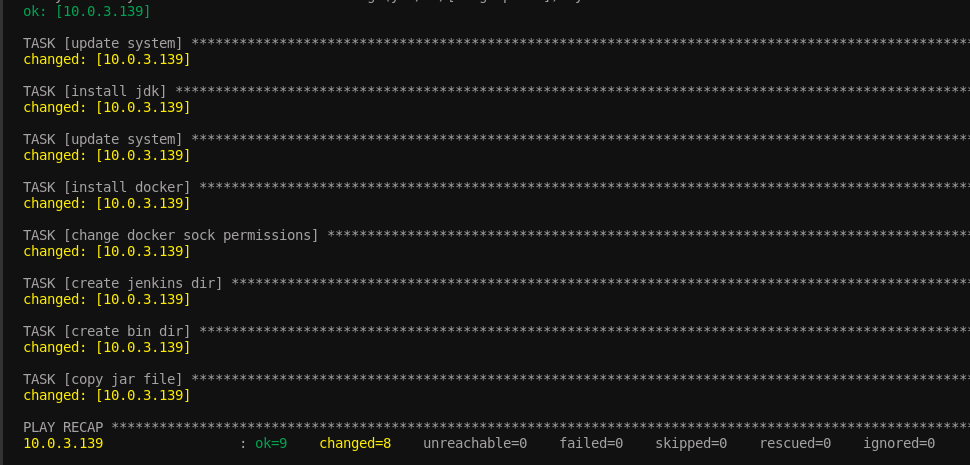 ok: [10.0.3.139]
TASK [update system] *************************************************************************************************
changed: [10.0.3.139]
TASK [install jdk] ***************************************************************************************************
changed: [10.0.3.139]
TASK [update system] *************************************************************************************************
changed: [10.0.3.139]
TASK [install docker] ************************************************************************************************
changed: [10.0.3.139]
TASK [change docker sock permissions] ********************************************************************************
changed: [10.0.3.139]
TASK [create jenkins dir] ********************************************************************************************
changed: [10.0.3.139]
TASK [create bin dir] ************************************************************************************************
changed: [10.0.3.139]
TASK [copy jar file] *************************************************************************************************
changed: [10.0.3.139]
PLAY RECAP ***********************************************************************************************************
10.0.3.139                 : ok=9    changed=8    unreachable=0    failed=0    skipped=0    rescued=0    ignored=0